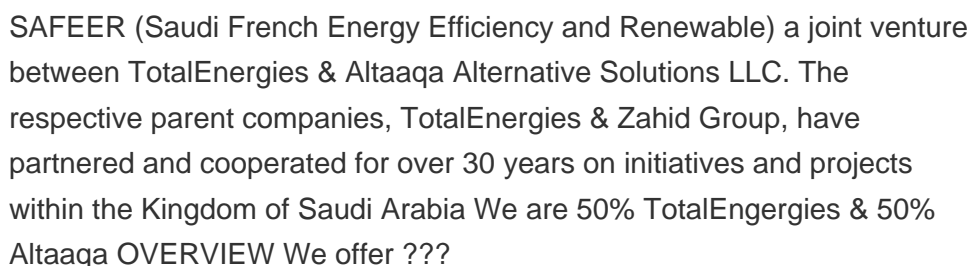 SAFEER (Saudi French Energy Efficiency and Renewable) a joint venture
between TotalEnergies & Altaaqa Alternative Solutions LLC. The
respective parent companies, TotalEnergies & Zahid Group, have
partnered and cooperated for over 30 years on initiatives and projects
within the Kingdom of Saudi Arabia We are 50% TotalEngergies & 50%
Altaaqa OVERVIEW We offer ???